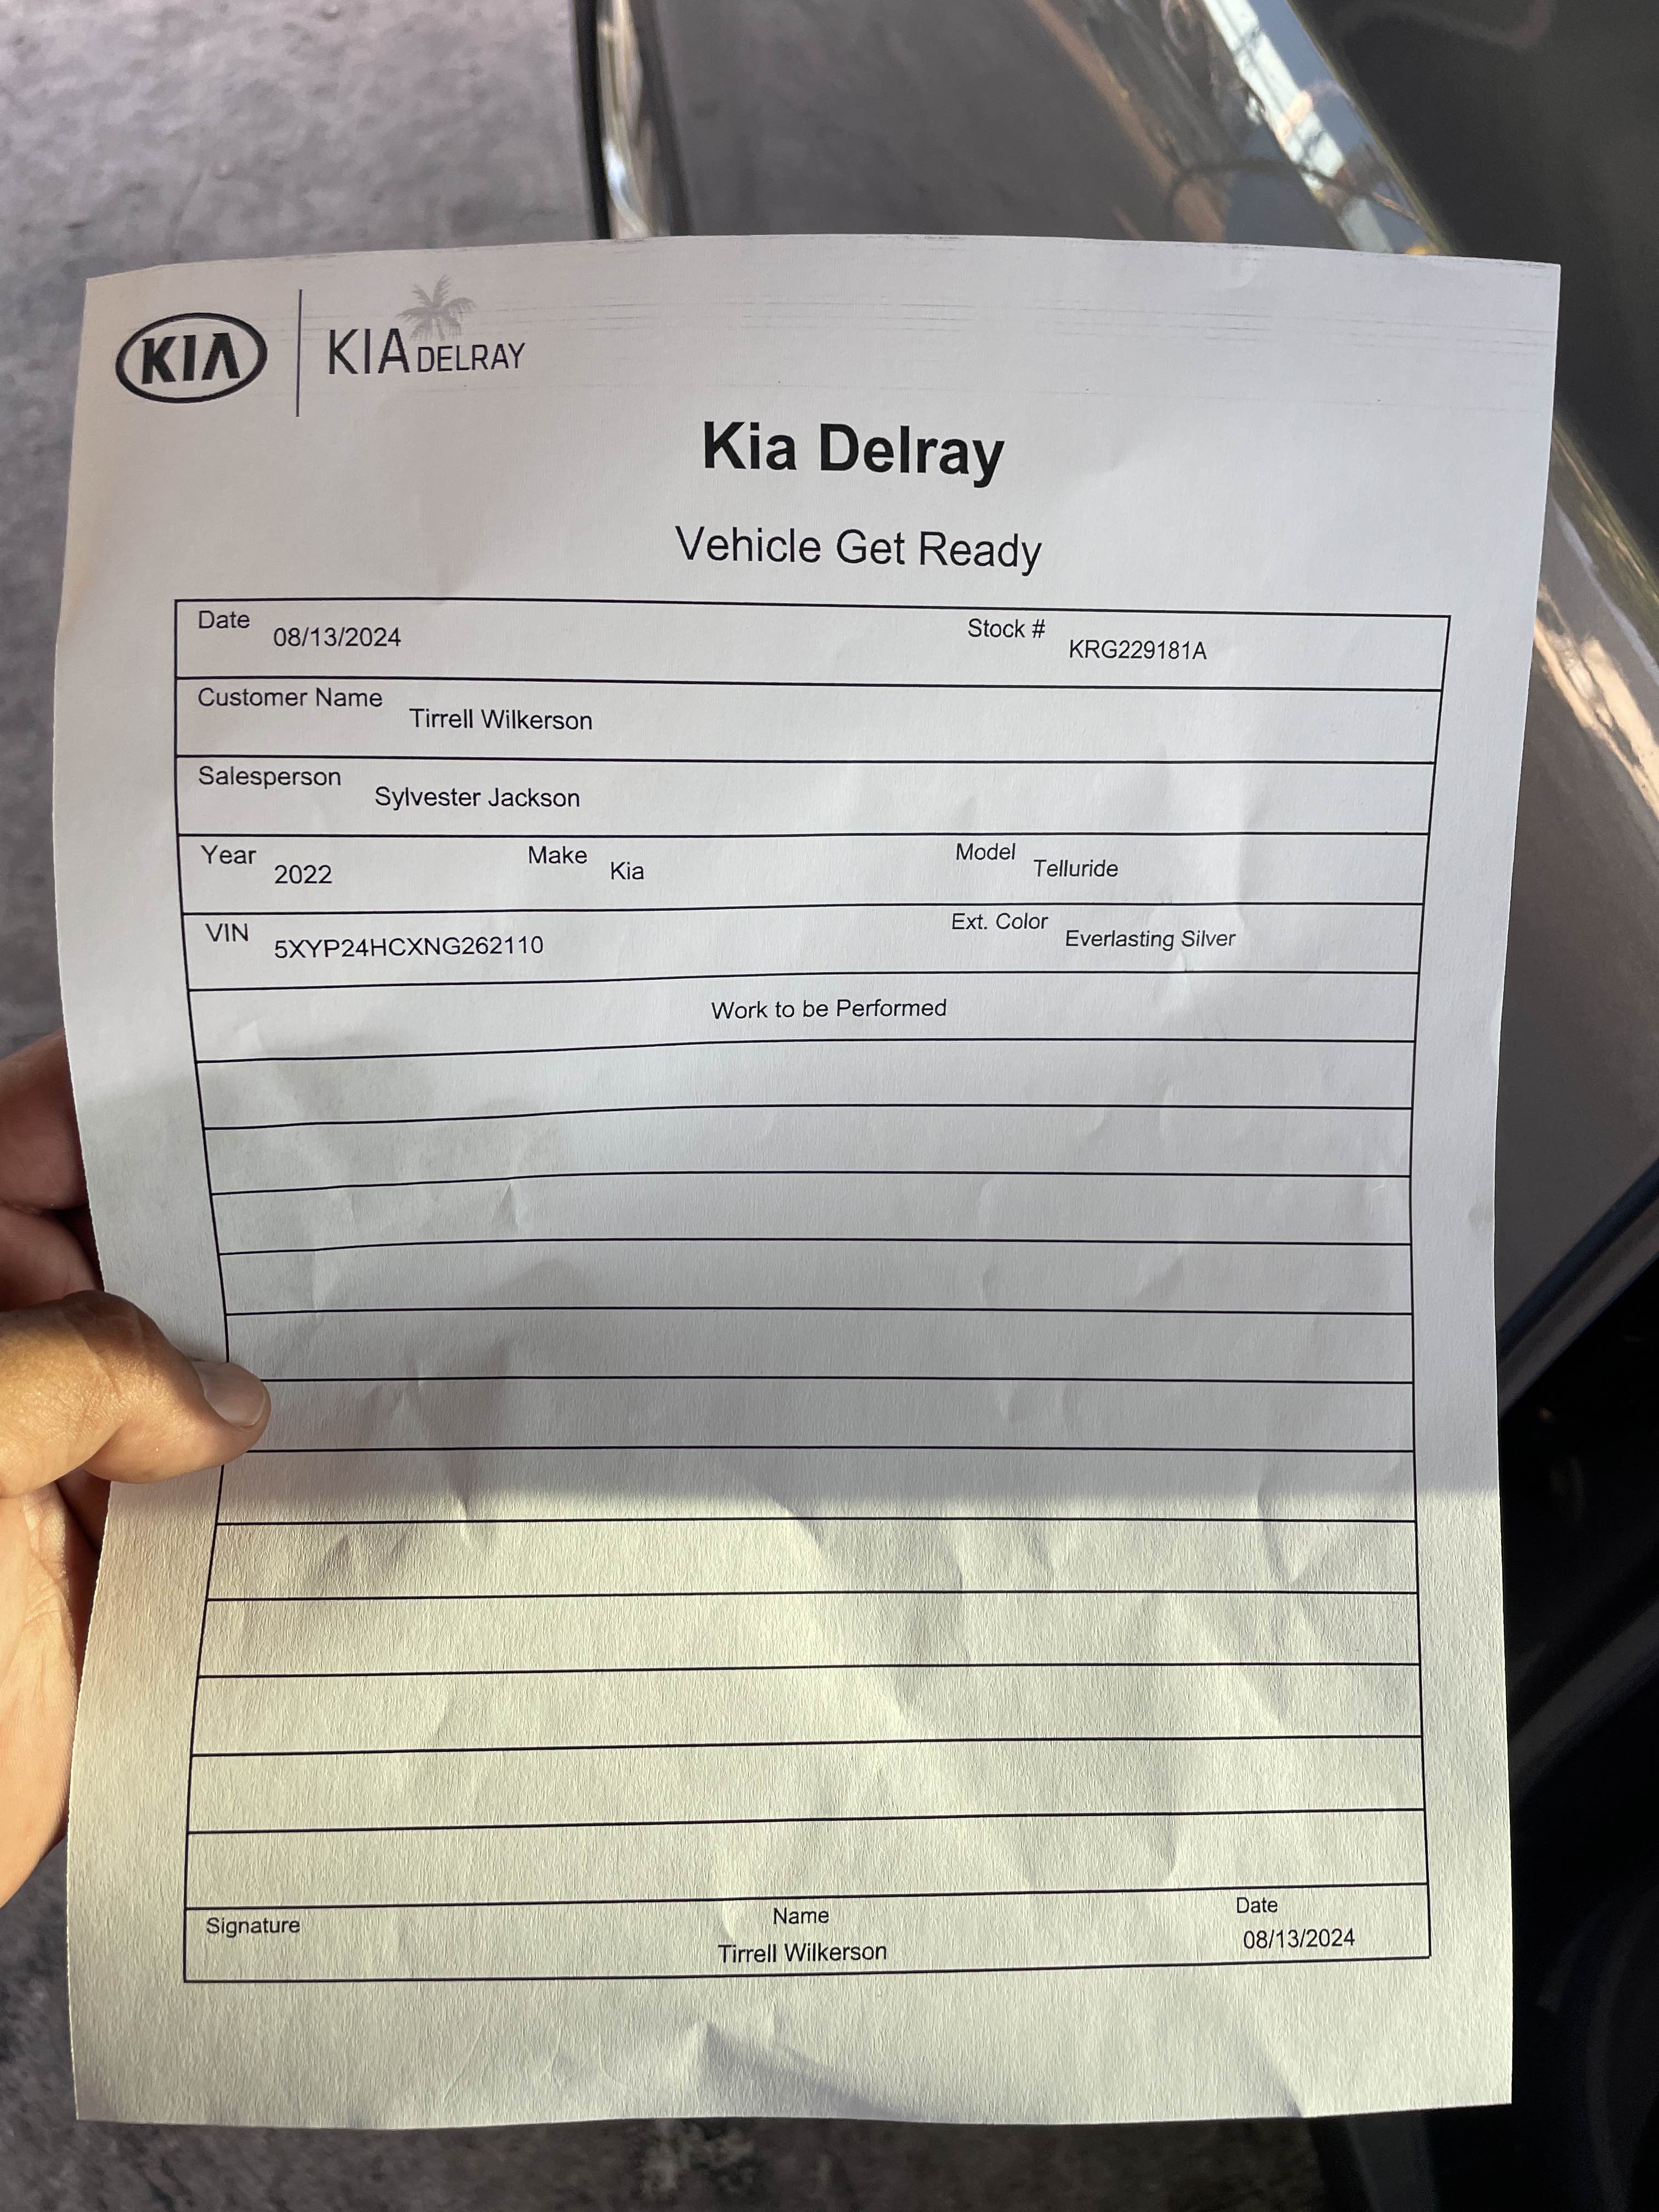 KIA KIA DELRAY
Kia Delray
Vehicle Get Ready
Date 08/13/2024 Stock # KRG229181A
Customer Name Tirrell Wilkerson
Salesperson Sylvester Jackson
Year 2022 Make Kia Model Telluride
VIN 5XYP24HCXNG262110 Ext. Color Everlasting Silver
Work to be Performed
Signature Name Date
Tirrell Wilkerson 08/13/2024